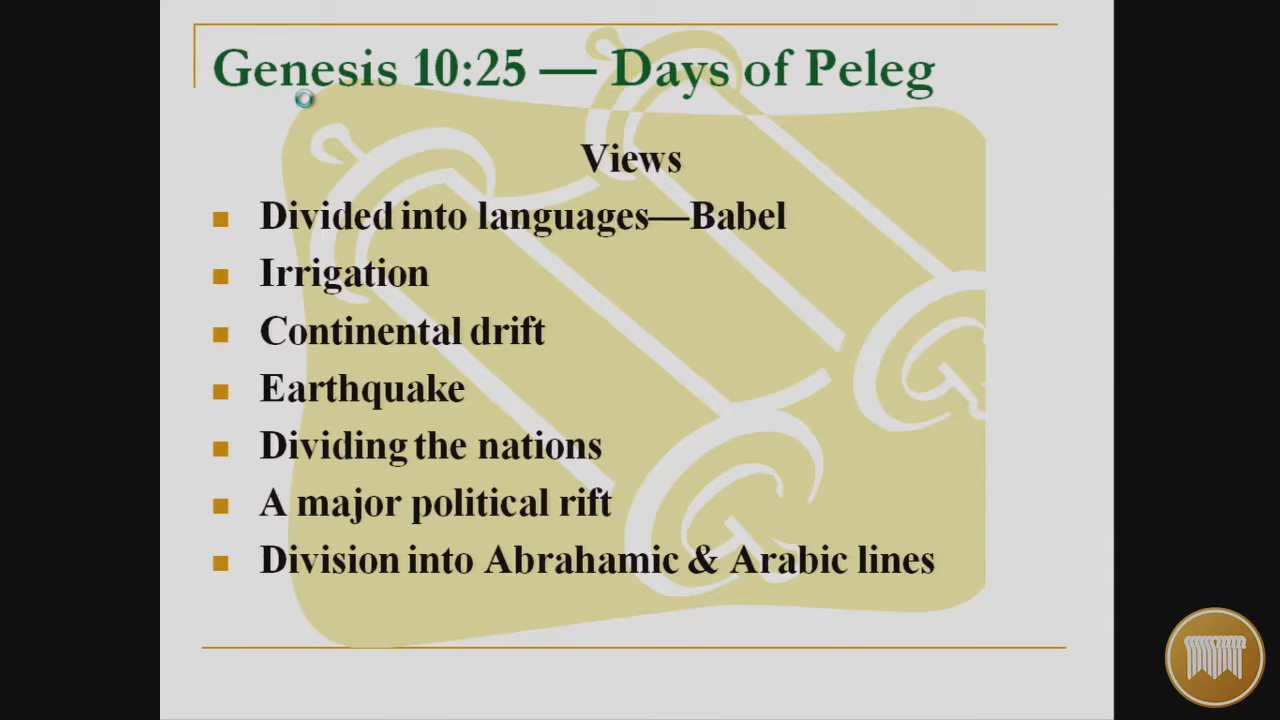 Genesis 10:25 — Days of Peleg
Views
Divided into languages—Babel
Irrigation
Continental drift
Earthquake
Dividing the nations
A major political rift
Division into Abrahamic & Arabic lines